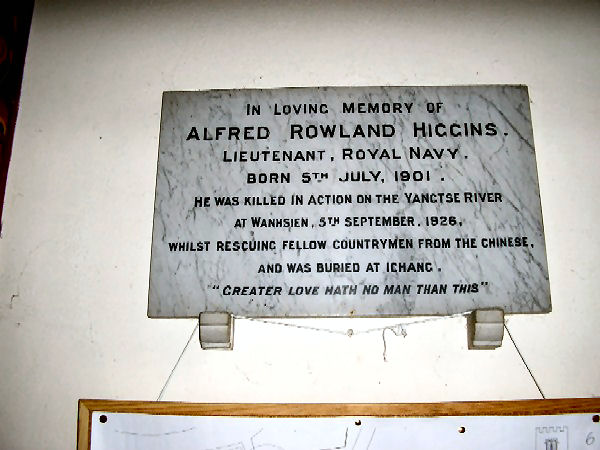 IN LOVING MEMORY OF
ALFRED ROWLAND HIGGINS.
LIEUTENANT, ROYAL NAVY.
BORN 5TH JULY, 1901.
HE WAS KILLED IN ACTION ON THE YANGTSE RIVER
AT WANHSIEN, 5TH SEPTEMBER, 1926,
WHILST RESCUING FELLOW COUNTRYMEN FROM THE CHINESE,
AND WAS BURIED AT ICHANG.
"GREATER LOVE HATH NO MAN THAN THIS"
6